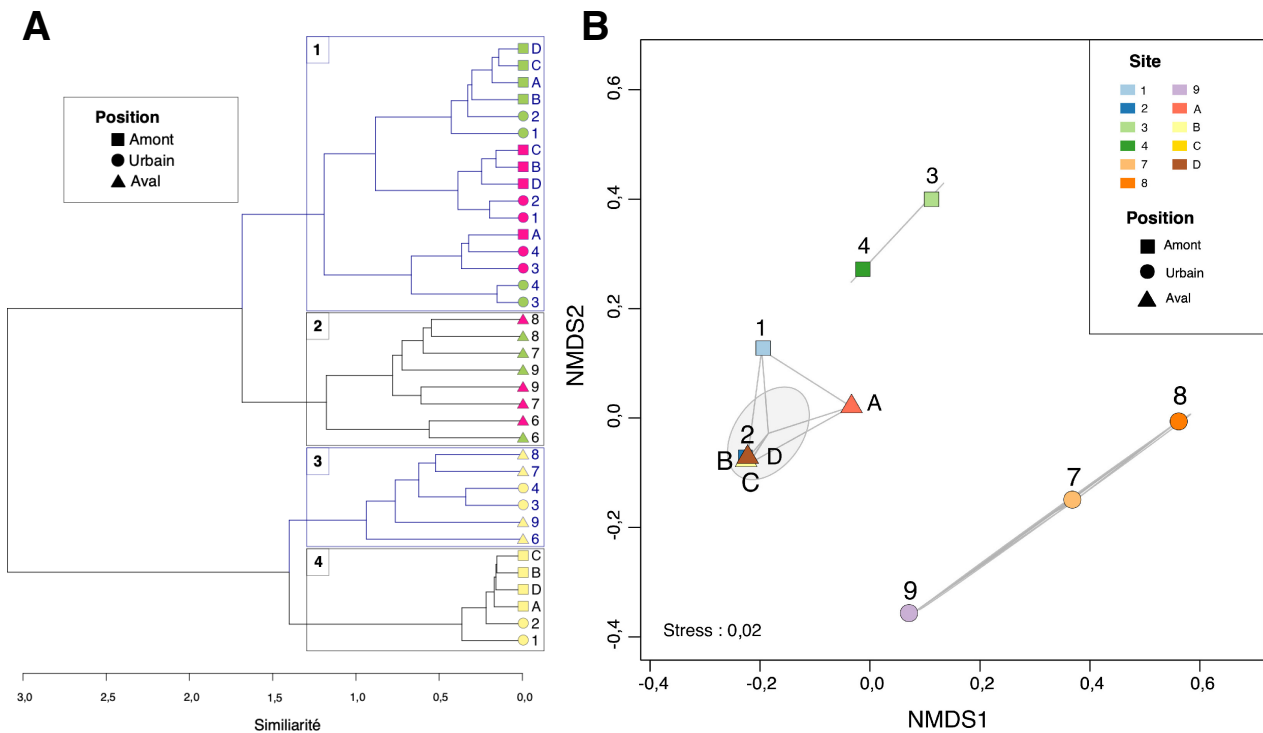 A
B
1
Position
Amont
Urbain
Aval
D
C
A
B
2
1
C
B
D
2
1
A
4
3
4
3
2
8
8
7
9
9
7
6
6
3
8
7
4
3
9
6
4
C
B
D
A
2
1
3,0
2,5
2,0
1,5
1,0
0,5
0,0
Similiarité
NMDS2
0,6
0,4
0,2
0,0
-0,2
-0,4
Site
1
2
3
4
7
8
9
A
B
C
D
Position
Amont
Urbain
Aval
3
4
1
A
2
B
D
C
8
7
9
Stress : 0,02
-0,4
-0,2
0,0
0,2
0,4
0,6
NMDS1